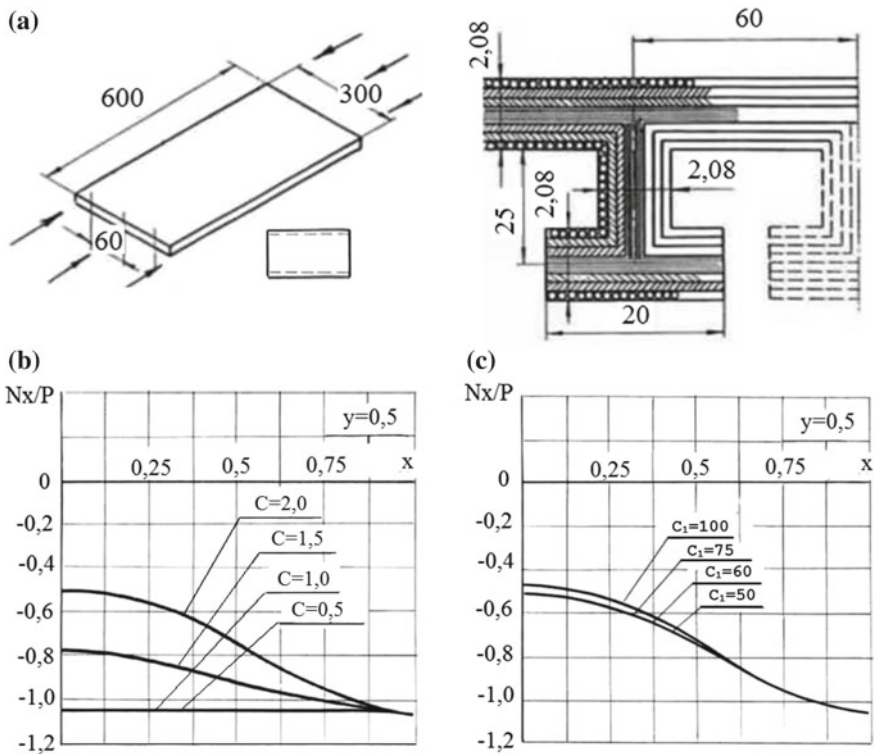 (a)
600
300
60
2,08
60
2,08
2,08
25
20
(b)
Nx/P
y=0,5
0,25 0,5 0,75 x
0
C=2,0
-0,2
C=1,5
-0,4
C=1,0
-0,6
C=0,5
-0,8
-1,0
-1,2
(c)
Nx/P
y=0,5
0,25 0,5 0,75 x
0
-0,2
C₁=100
C₁=75
-0,4
C₁=60
C₁=50
-0,6
-0,8
-1,0
-1,2